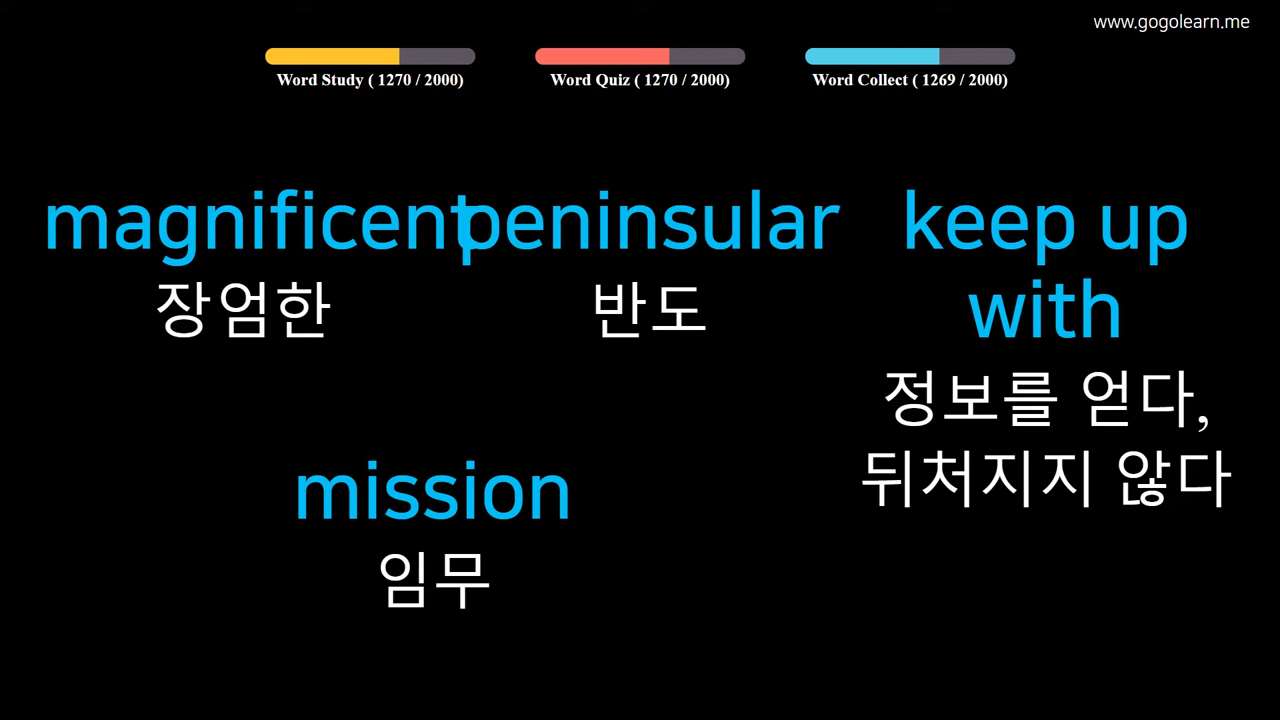 www.gogolearn.me
Word Study ( 1270 / 2000)
Word Quiz ( 1270 / 2000)
Word Collect ( 1269 / 2000)
magnificent
장엄한
peninsular
반도
keep up
with
정보를 얻다,
뒤처지지 않다
mission
임무